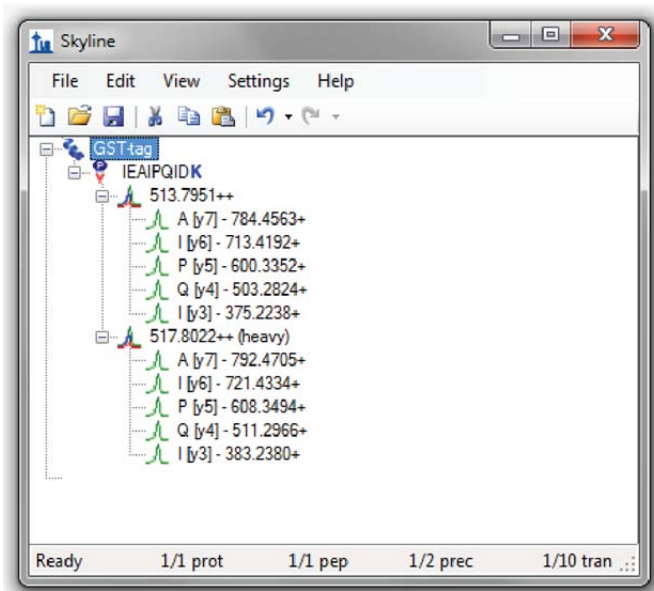 Skyline
File Edit View Settings Help
GST-tag
IEAIPQIDK
513.7951++
A [y7] - 784.4563+
I [y6] - 713.4192+
P [y5] - 600.3352+
Q [y4] - 503.2824+
I [y3] - 375.2238+
517.8022++ (heavy)
A [y7] - 792.4705+
I [y6] - 721.4334+
P [y5] - 608.3494+
Q [y4] - 511.2966+
I [y3] - 383.2380+
Ready 1/1 prot 1/1 pep 1/2 prec 1/10 tran